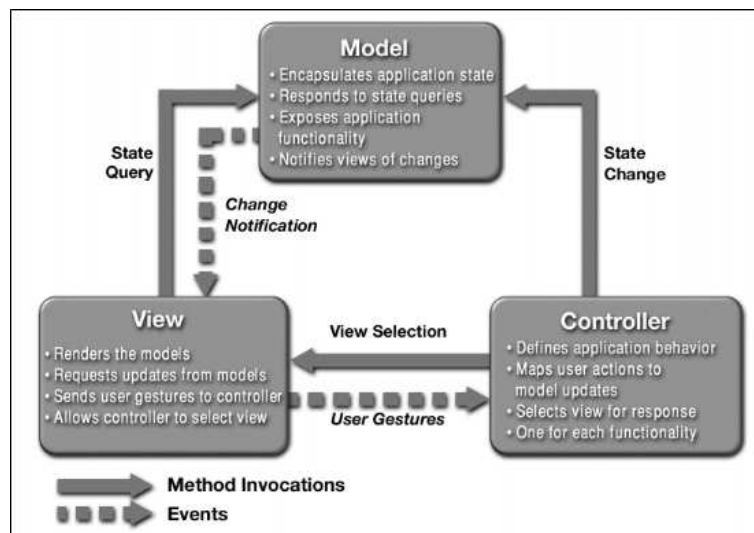 Model
• Encapsulates application state
• Responds to state queries
• Exposes application
functionality
• Notifies views of changes
State
Query
Change
Notification
State
Change
View
• Renders the models
• Requests updates from models
• Sends user gestures to controller
• Allows controller to select view
View Selection
User Gestures
Controller
• Defines application behavior
• Maps user actions to
model updates
• Selects view for response
• One for each functionality
Method Invocations
Events